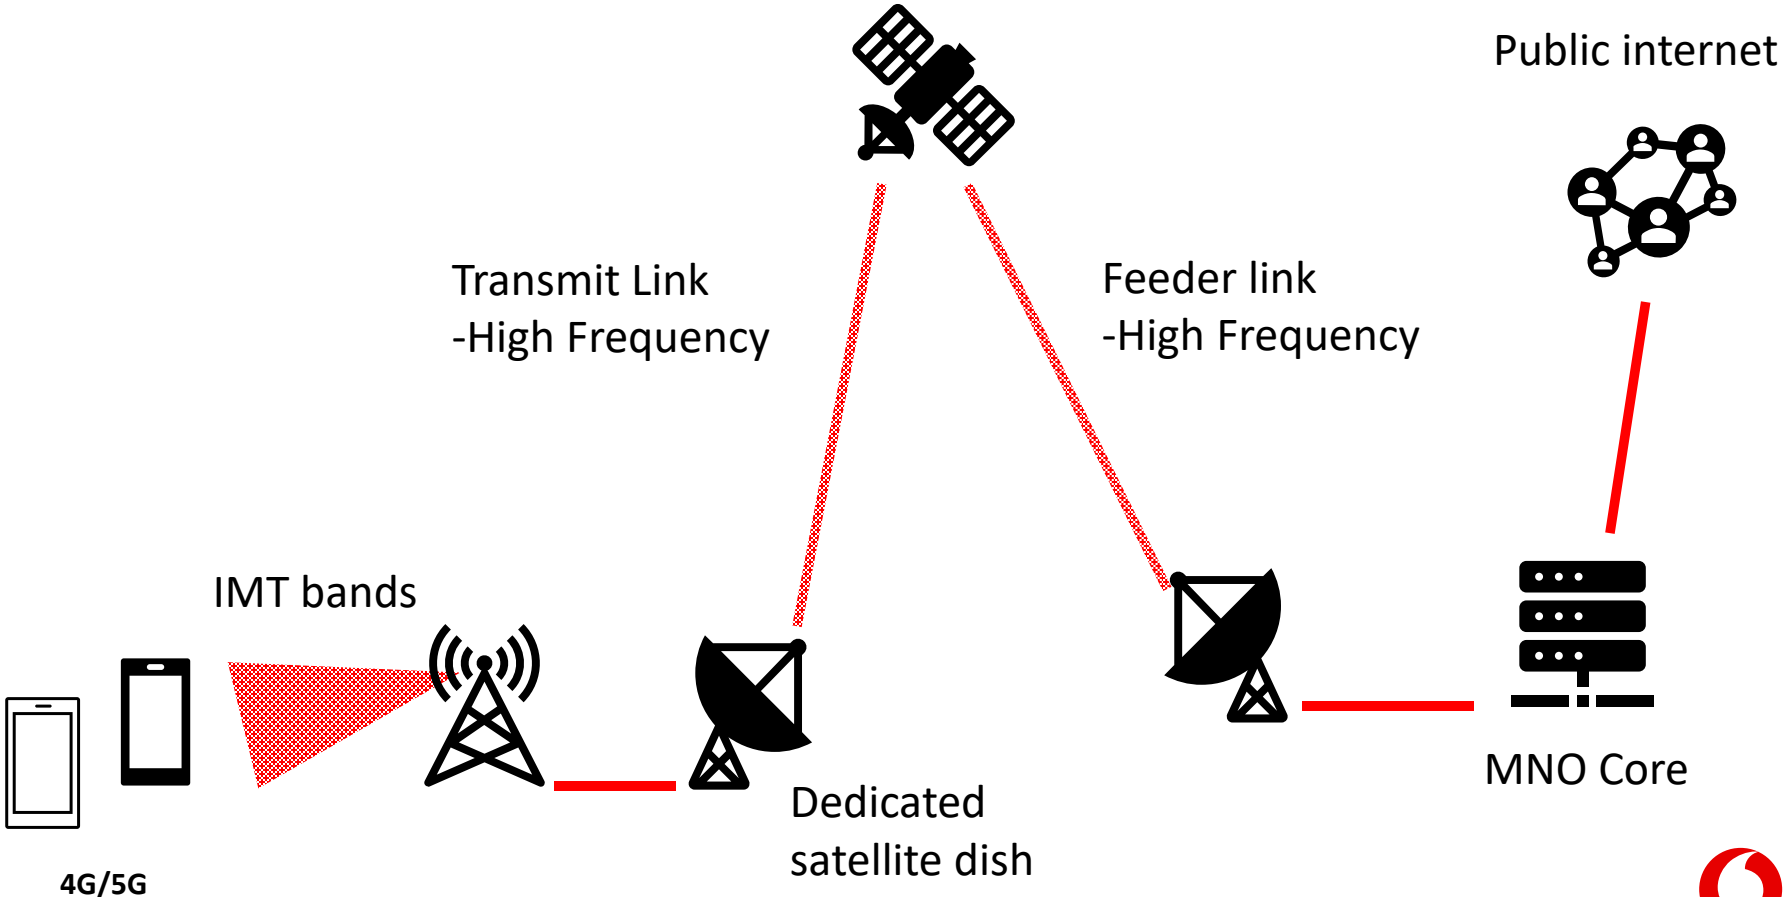 Public internet
Transmit Link
-High Frequency
Feeder link
-High Frequency
IMT bands
MNO Core
Dedicated
satellite dish
4G/5G